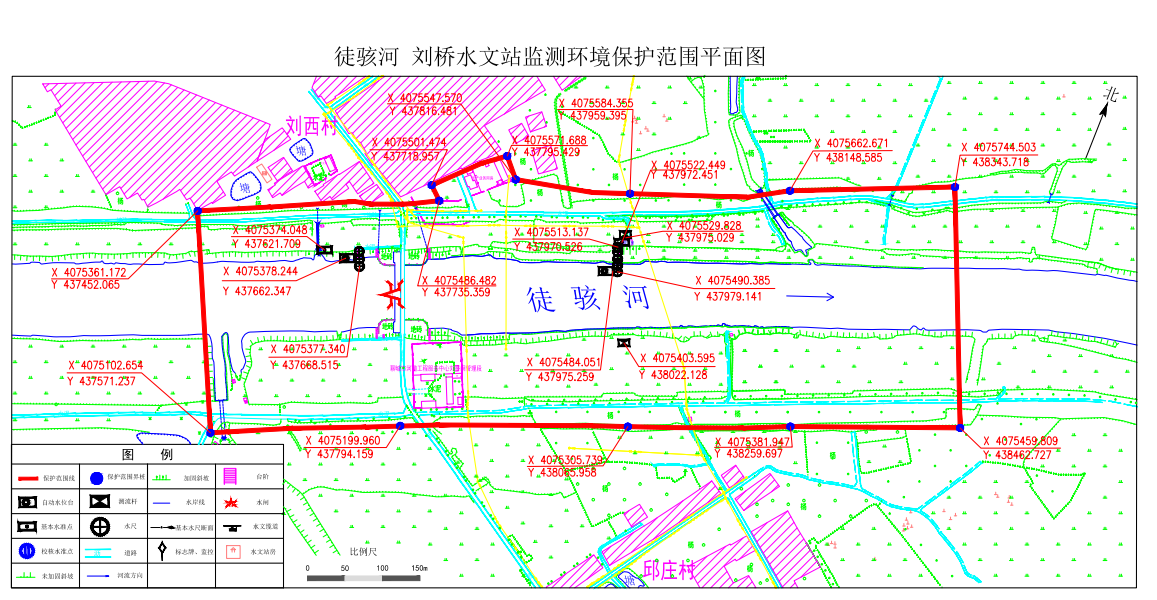 徒骇河 刘桥水文站监测环境保护范围平面图
北
刘西村
塘
塘
X 4075547.570
Y 437816.481
X 4075584.355
Y 437959.395
X 4075501.474
Y 437718.957
X 4075571.688
Y 437795.429
X 4075662.671
Y 438148.585
X 4075744.503
Y 438343.718
X 4075522.449
Y 437972.451
X 4075374.048
Y 437621.709
X 4075513.137
Y 437970.526
X 4075529.828
Y 437975.029
X 4075361.172
Y 437452.065
X 4075378.244
Y 437662.347
X 4075486.482
Y 437735.359
X 4075490.385
Y 437979.141
徒骇河
X 4075377.340
Y 437668.515
X 4075484.051
Y 437975.259
X 4075403.595
Y 438022.128
X 4075102.654
Y 437571.237
X 4075199.960
Y 437794.159
X 4075305.739
Y 438065.958
X 4075381.947
Y 438259.697
X 4075459.809
Y 438462.727
邱庄村
塘
图 例
保护范围线
保护范围界桩
加固斜坡
台阶
自动水位台
测流杆
水岸线
水闸
基本水准点
水尺
基本水尺断面
水文缆道
校核水准点
道路
标志牌、监控
水文站房
未加固斜坡
河流方向
比例尺
0 50 100 150m